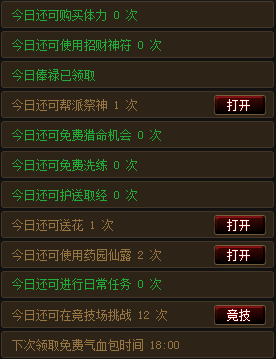 今日还可购买体力 0 次
今日还可使用招财神符 0 次
今日俸禄已领取
今日还可帮派祭神 1 次 打开
今日还可免费猎命机会 0 次
今日还可免费洗练 0 次
今日还可护送取经 0 次
今日还可送花 1 次 打开
今日还可使用药园仙露 2 次 打开
今日还可进行日常任务 0 次
今日还可在竞技场挑战 12 次 竞技
下次领取免费气血包时间 18:00